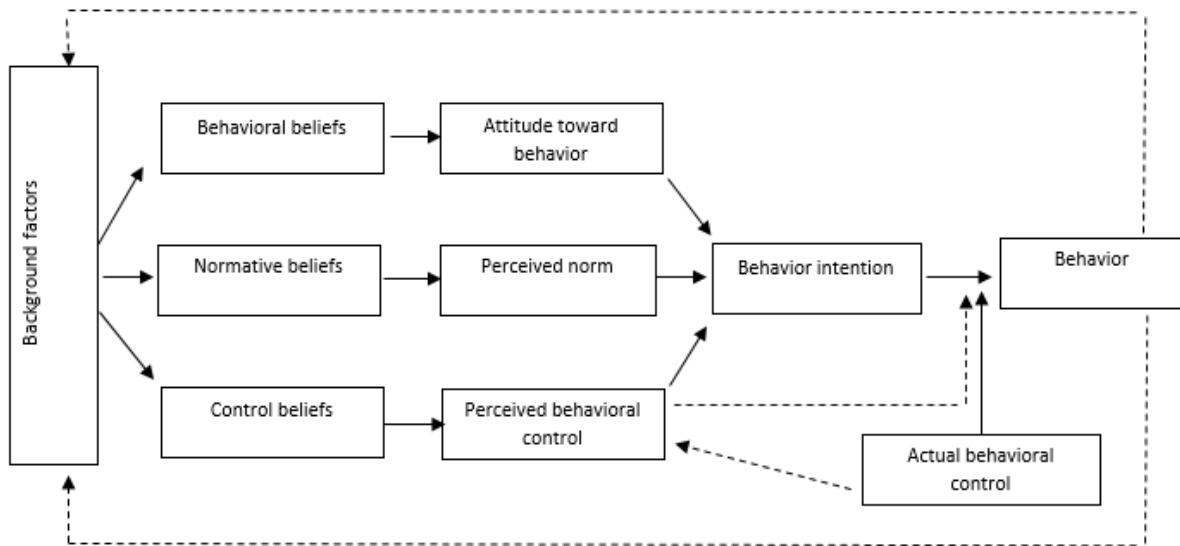 Background factors
Behavioral beliefs
Attitude toward
behavior
Normative beliefs
Perceived norm
Behavior intention
Behavior
Control beliefs
Perceived behavioral
control
Actual behavioral
control